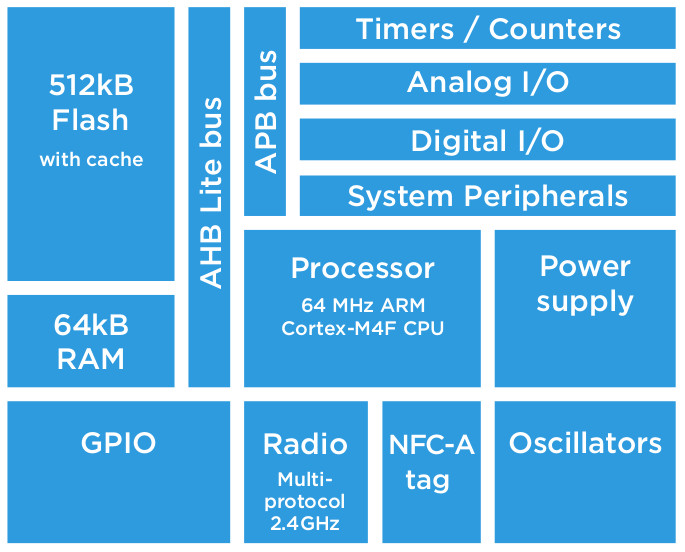 512kB
Flash
with cache
64kB
RAM
AHB Lite bus
APB bus
Timers / Counters
Analog I/O
Digital I/O
System Peripherals
Processor
64 MHz ARM
Cortex-M4F CPU
Power
supply
GPIO
Radio
Multi-
protocol
2.4GHz
NFC-A
tag
Oscillators